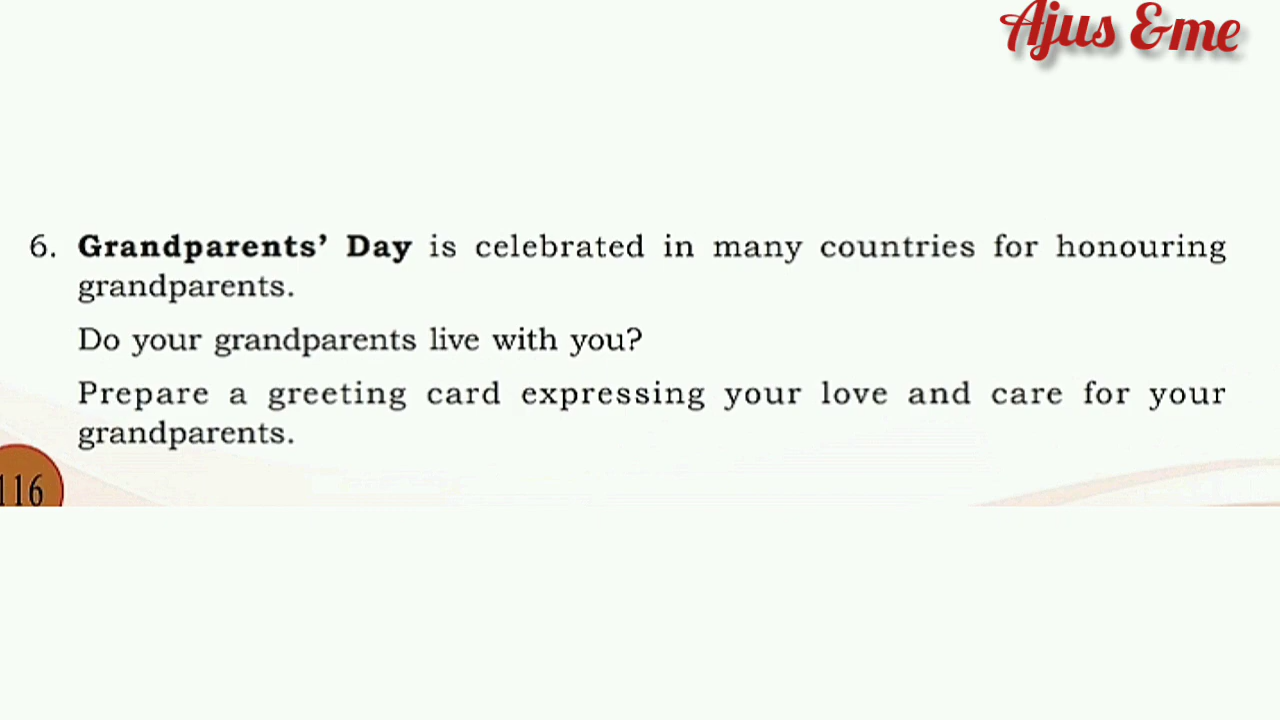 Ajus &me
6. Grandparents’ Day is celebrated in many countries for honouring
grandparents.
Do your grandparents live with you?
Prepare a greeting card expressing your love and care for your
grandparents.
116